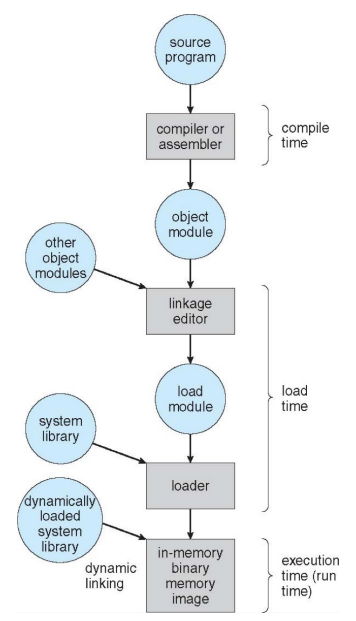 source
program
compiler or
assembler
compile
time
object
module
other
object
modules
linkage
editor
load
module
load
time
system
library
loader
dynamically
loaded
system
library
dynamic
linking
in-memory
binary
memory
image
execution
time (run
time)